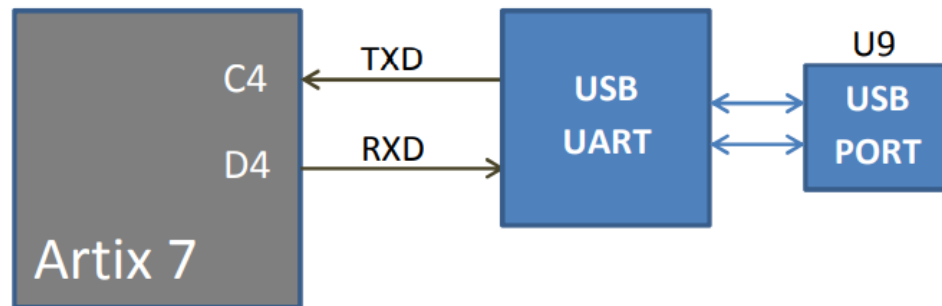 C4
D4
Artix 7
TXD
RXD
USB
UART
U9
USB
PORT